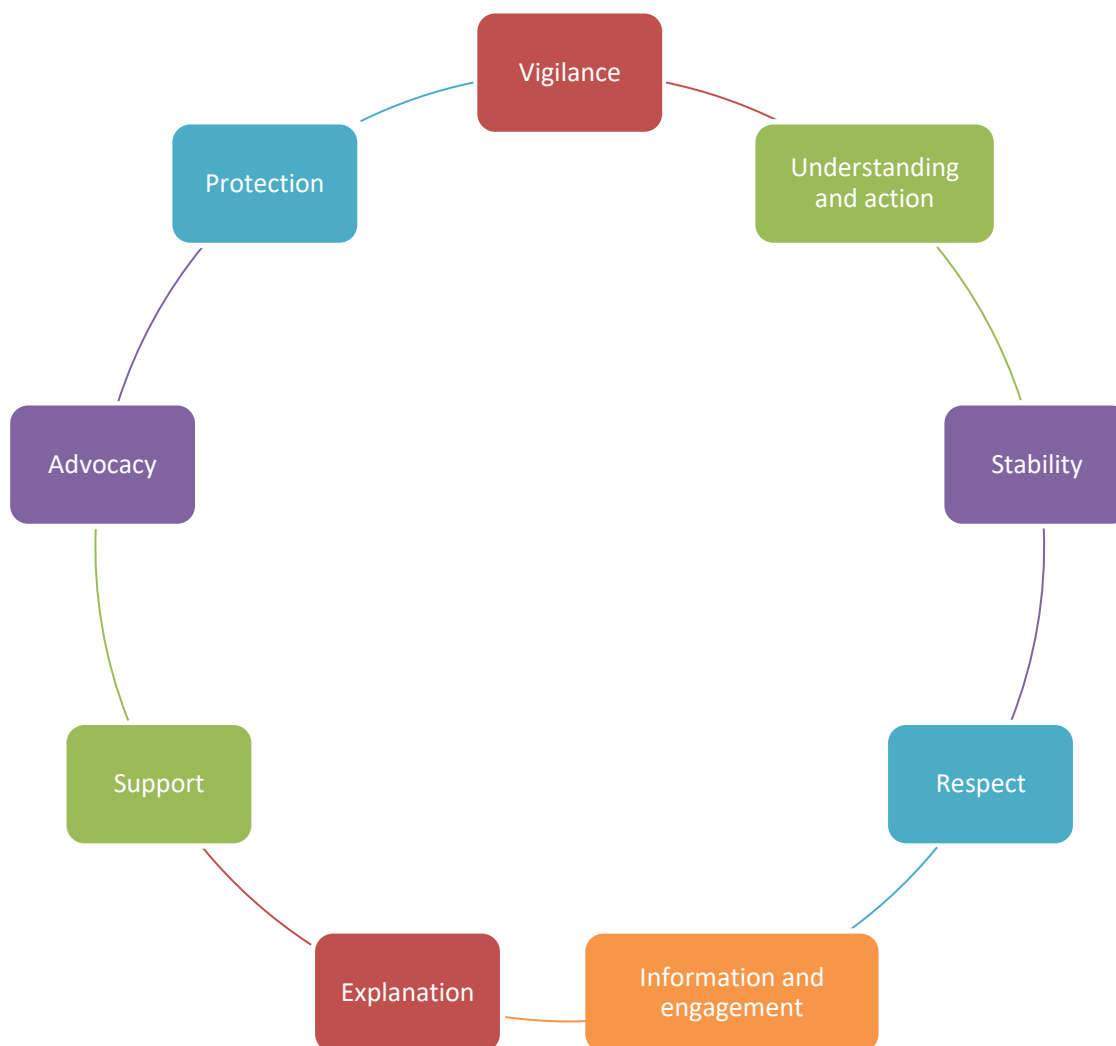 Vigilance
Understanding
and action
Stability
Respect
Information and
engagement
Explanation
Support
Advocacy
Protection